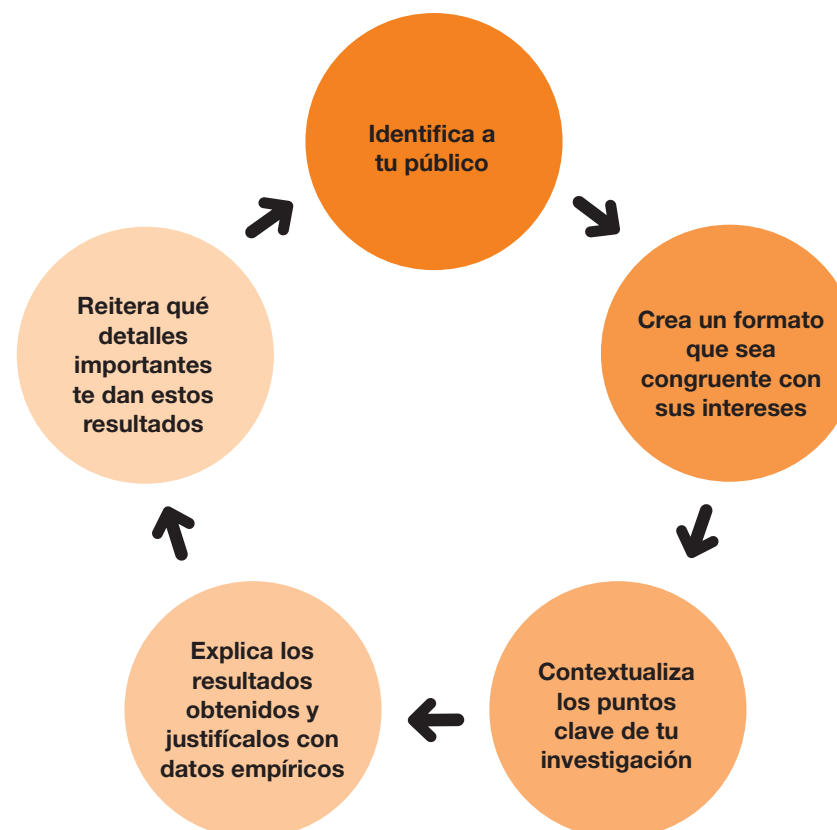 Identifica a
tu público
Crea un formato
que sea
congruente con
sus intereses
Contextualiza
los puntos
clave de tu
investigación
Explica los
resultados
obtenidos y
justifícalos con
datos empíricos
Reitera qué
detalles
importantes
te dan estos
resultados